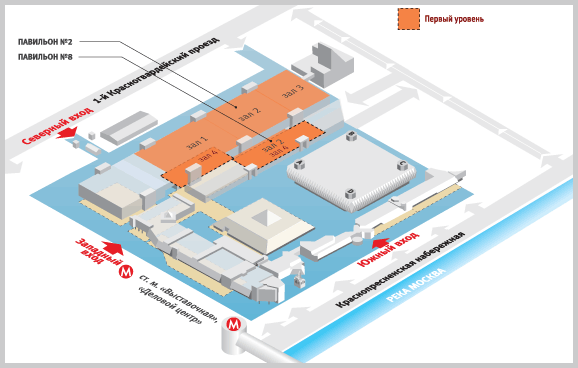 Первый уровень
ПАВИЛЬОН №2
ПАВИЛЬОН №8
1-й Красногвардейский проезд
Северный вход
зал 3
зал 2
зал 1
зал 4
зал 2
зал 4
Западный
вход
М
ст. м. «Выставочная»,
«Деловой центр»
М
Южный вход
Краснопресненская набережная
РЕКА МОСКВА